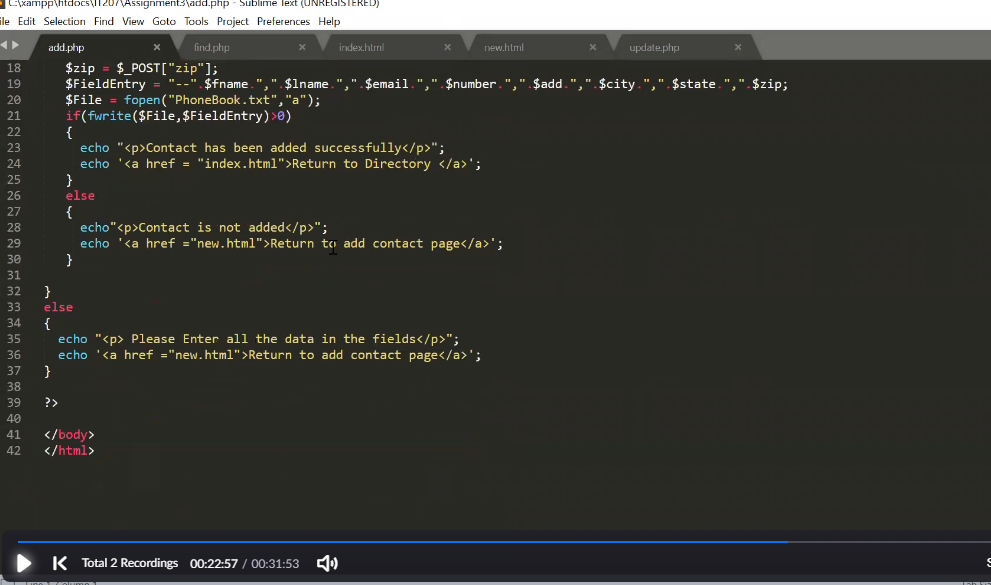 C:\xampp\htdocs\IT207\Assignment3\add.php - Sublime Text (UNREGISTERED)
ile Edit Selection Find View Goto Tools Project Preferences Help
add.php × find.php × index.html × new.html × update.php ×
18 $zip = $_POST["zip"];
19 $FieldEntry = "--".$fname.",".$lname.",".$email.",".$number.",".$add.",".$city.",".$state.",".$zip;
20 $File = fopen("PhoneBook.txt","a");
21 if(fwrite($File,$FieldEntry)>0)
22 {
23 echo "<p>Contact has been added successfully</p>";
24 echo '<a href = "index.html">Return to Directory </a>';
25 }
26 else
27 {
28 echo"<p>Contact is not added</p>";
29 echo '<a href ="new.html">Return to add contact page</a>';
30 }
31
32 }
33 else
34 {
35 echo "<p> Please Enter all the data in the fields</p>";
36 echo '<a href ="new.html">Return to add contact page</a>';
37 }
38
39 ?>
40
41 </body>
42 </html>
Total 2 Recordings 00:22:57 / 00:31:53